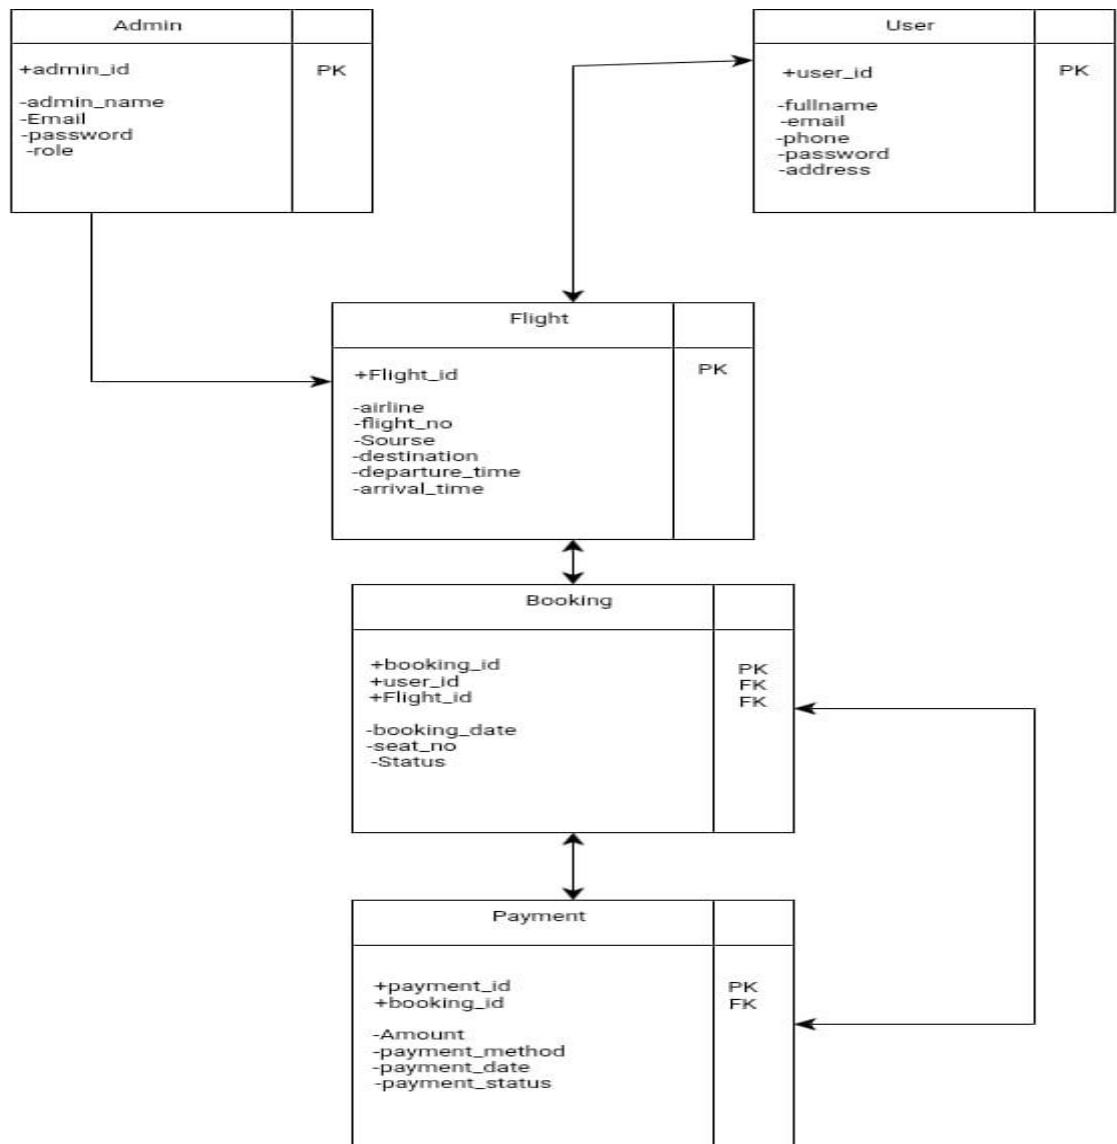 Admin
+admin_id PK
-admin_name
-Email
-password
-role
User
+user_id PK
-fullname
-email
-phone
-password
-address
Flight
+Flight_id PK
-airline
-flight_no
-Sourse
-destination
-departure_time
-arrival_time
Booking
+booking_id PK
+user_id FK
+Flight_id FK
-booking_date
-seat_no
-Status
Payment
+payment_id PK
+booking_id FK
-Amount
-payment_method
-payment_date
-payment_status